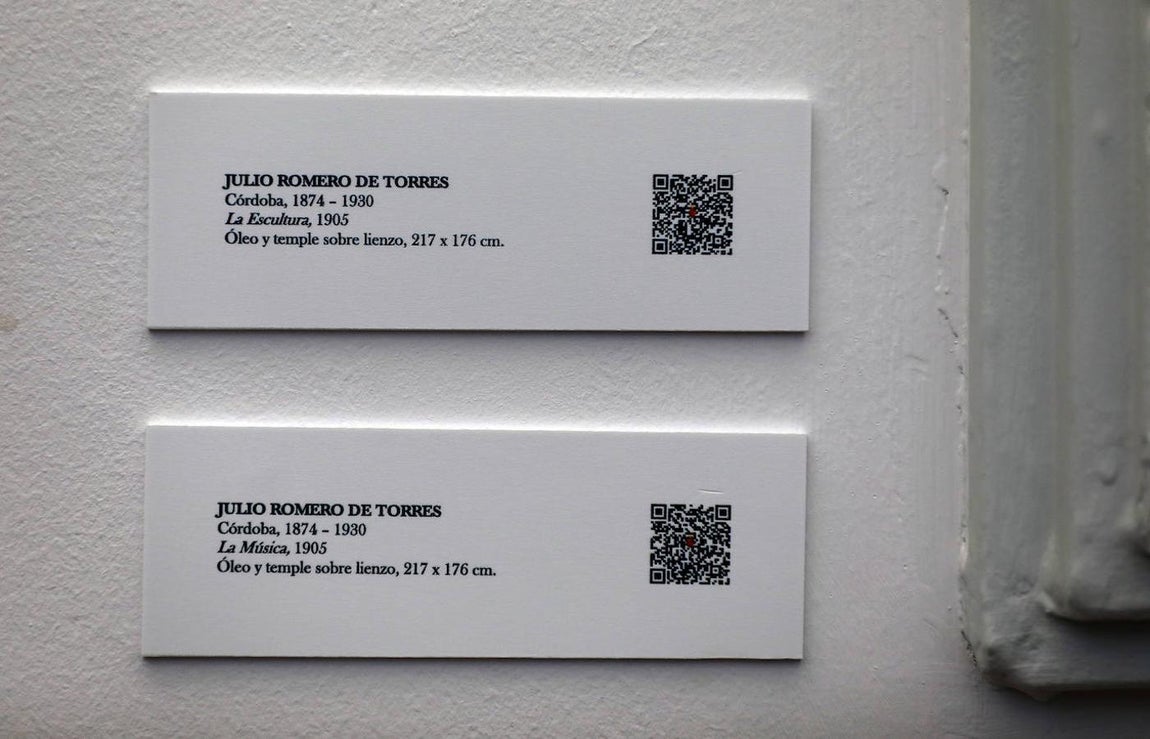 JULIO ROMERO DE TORRES
Córdoba, 1874 – 1930
La Escultura, 1905
Óleo y temple sobre lienzo, 217 x 176 cm.
JULIO ROMERO DE TORRES
Córdoba, 1874 – 1930
La Música, 1905
Óleo y temple sobre lienzo, 217 x 176 cm.